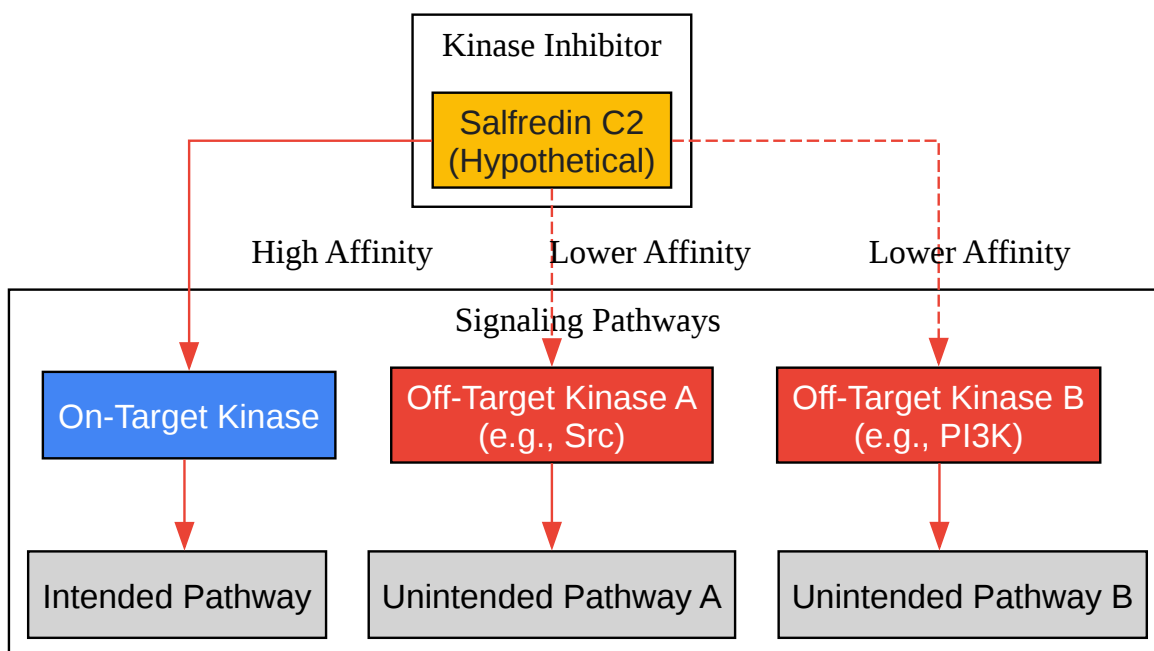 Kinase Inhibitor
Salfredin C2
(Hypothetical)
High Affinity
Lower Affinity
Lower Affinity
Signaling Pathways
On-Target Kinase
Off-Target Kinase A
(e.g., Src)
Off-Target Kinase B
(e.g., PI3K)
Intended Pathway
Unintended Pathway A
Unintended Pathway B